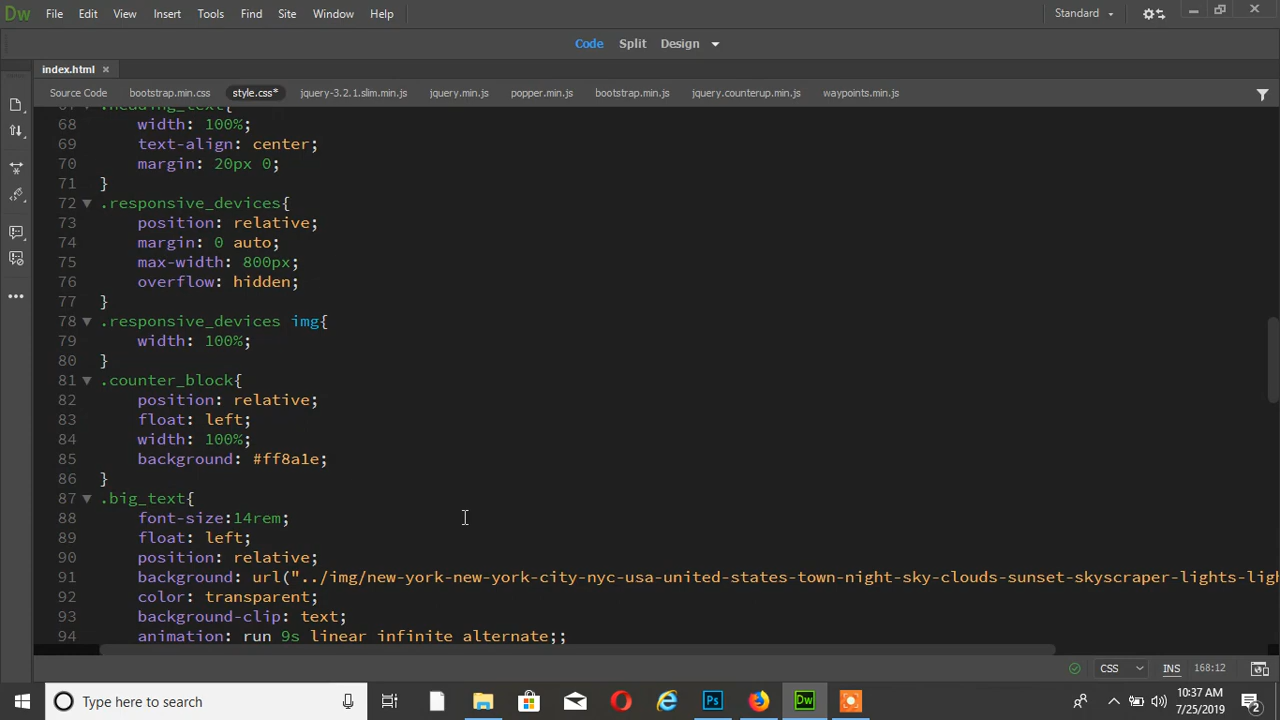 Dw File Edit View Insert Tools Find Site Window Help Standard
Code Split Design
index.html ×
Source Code bootstrap.min.css style.css* jquery-3.2.1.slim.min.js jquery.min.js popper.min.js bootstrap.min.js jquery.counterup.min.js waypoints.min.js
67 .heding_text{
68 width: 100%;
69 text-align: center;
70 margin: 20px 0;
71 }
72 .responsive_devices{
73 position: relative;
74 margin: 0 auto;
75 max-width: 800px;
76 overflow: hidden;
77 }
78 .responsive_devices img{
79 width: 100%;
80 }
81 .counter_block{
82 position: relative;
83 float: left;
84 width: 100%;
85 background: #ff8a1e;
86 }
87 .big_text{
88 font-size:14rem;
89 float: left;
90 position: relative;
91 background: url("../img/new-york-new-york-city-nyc-usa-united-states-town-night-sky-clouds-sunset-skyscraper-lights-ligh
92 color: transparent;
93 background-clip: text;
94 animation: run 9s linear infinite alternate;;
CSS INS 168:12
Type here to search
Ps Dw
10:37 AM
7/25/2019
2